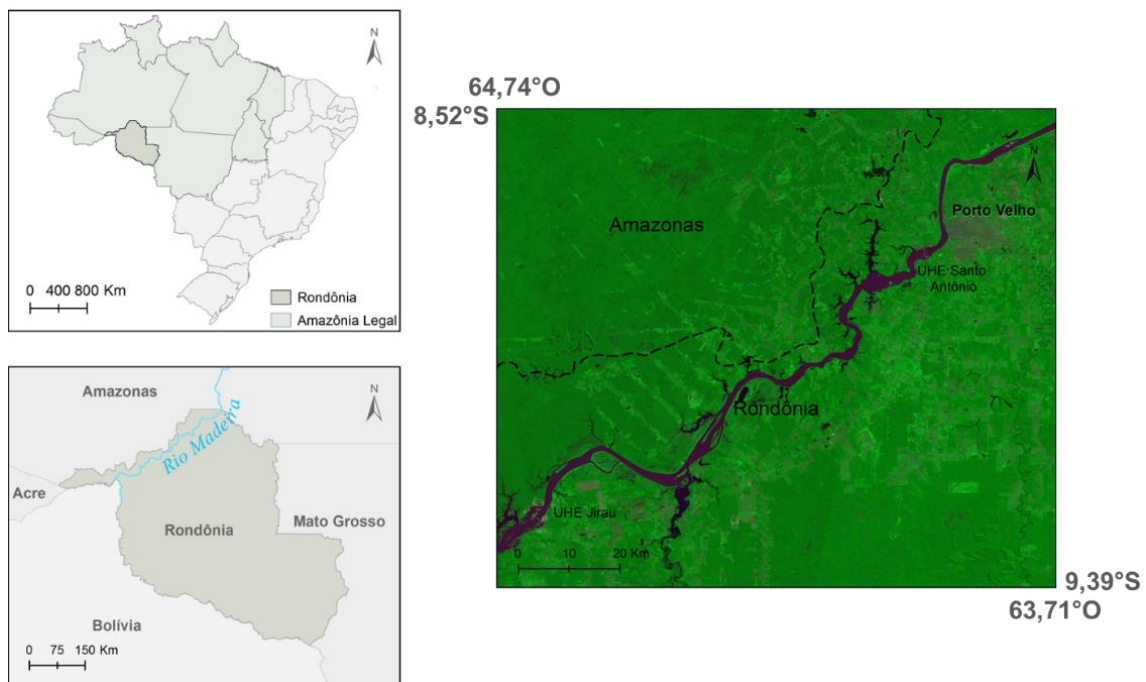 N
0 400 800 Km
Rondônia
Amazônia Legal
Amazonas
N
Rio Madeira
Acre
Rondônia
Mato Grosso
Bolívia
0 75 150 Km
64,74°O
8,52°S
N
Porto Velho
Amazonas
UHE Santo
Antônio
Rondônia
UHE Jirau
0 10 20 Km
9,39°S
63,71°O